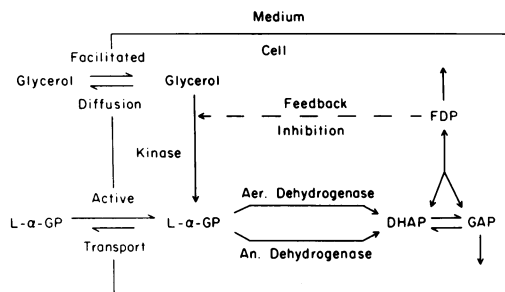 Medium
Cell
Facilitated
Glycerol Glycerol
Diffusion
Feedback
Inhibition
FDP
Kinase
Active
Aer. Dehydrogenase
L-α-GP L-α-GP DHAP GAP
Transport
An. Dehydrogenase